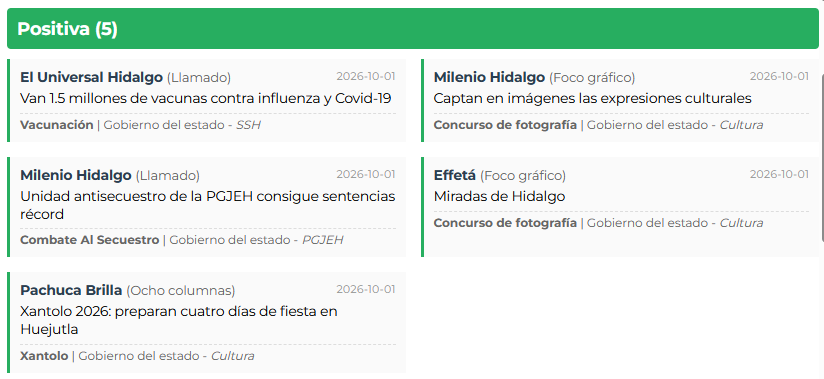 Positiva (5)
El Universal Hidalgo (Llamado) 2026-10-01
Van 1.5 millones de vacunas contra influenza y Covid-19
Vacunación | Gobierno del estado - SSH
Milenio Hidalgo (Foco gráfico) 2026-10-01
Captan en imágenes las expresiones culturales
Concurso de fotografía | Gobierno del estado - Cultura
Milenio Hidalgo (Llamado) 2026-10-01
Unidad antisecuestro de la PGJEH consigue sentencias
récord
Combate Al Secuestro | Gobierno del estado - PGJEH
Effetá (Foco gráfico) 2026-10-01
Miradas de Hidalgo
Concurso de fotografía | Gobierno del estado - Cultura
Pachuca Brilla (Ocho columnas) 2026-10-01
Xantolo 2026: preparan cuatro días de fiesta en
Huejutla
Xantolo | Gobierno del estado - Cultura